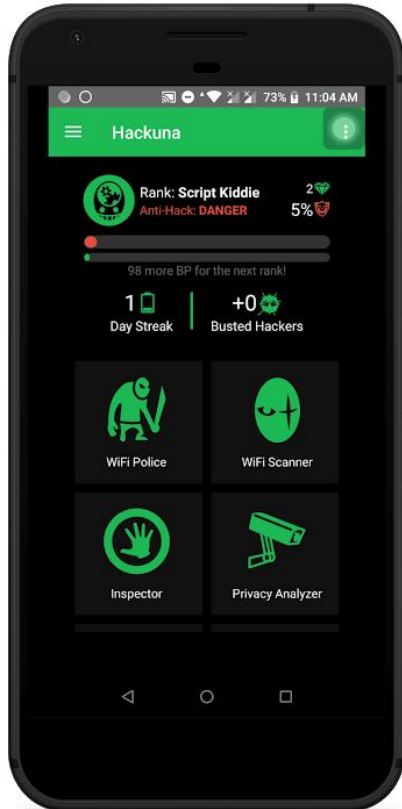 73% 11:04 AM
Hackuna
Rank: Script Kiddie
2
Anti-Hack: DANGER
5%
98 more BP for the next rank!
1
+0
Day Streak
Busted Hackers
WiFi Police
WiFi Scanner
Inspector
Privacy Analyzer